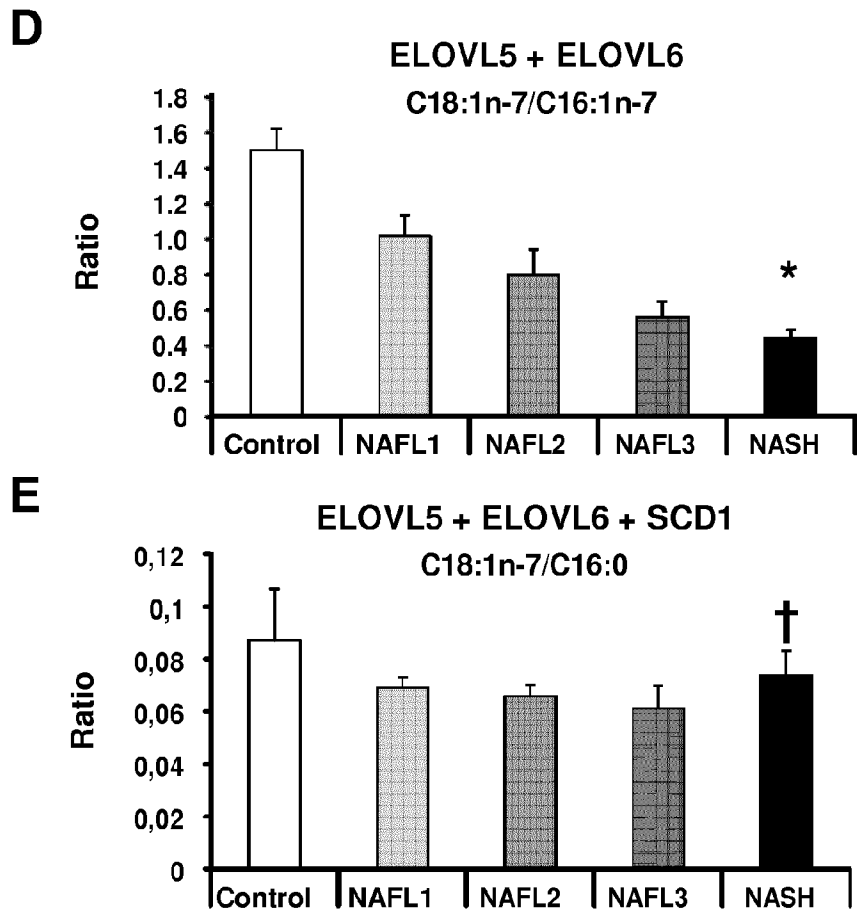 D
ELOVL5 + ELOVL6
C18:1n-7/C16:1n-7
1.8
1.6
1.4
1.2
1.0
0.8
0.6
0.4
0.2
0
Ratio
*
Control NAFL1 NAFL2 NAFL3 NASH
E
ELOVL5 + ELOVL6 + SCD1
C18:1n-7/C16:0
0,12
0,1
0,08
0,06
0,04
0,02
0
Ratio
†
Control NAFL1 NAFL2 NAFL3 NASH